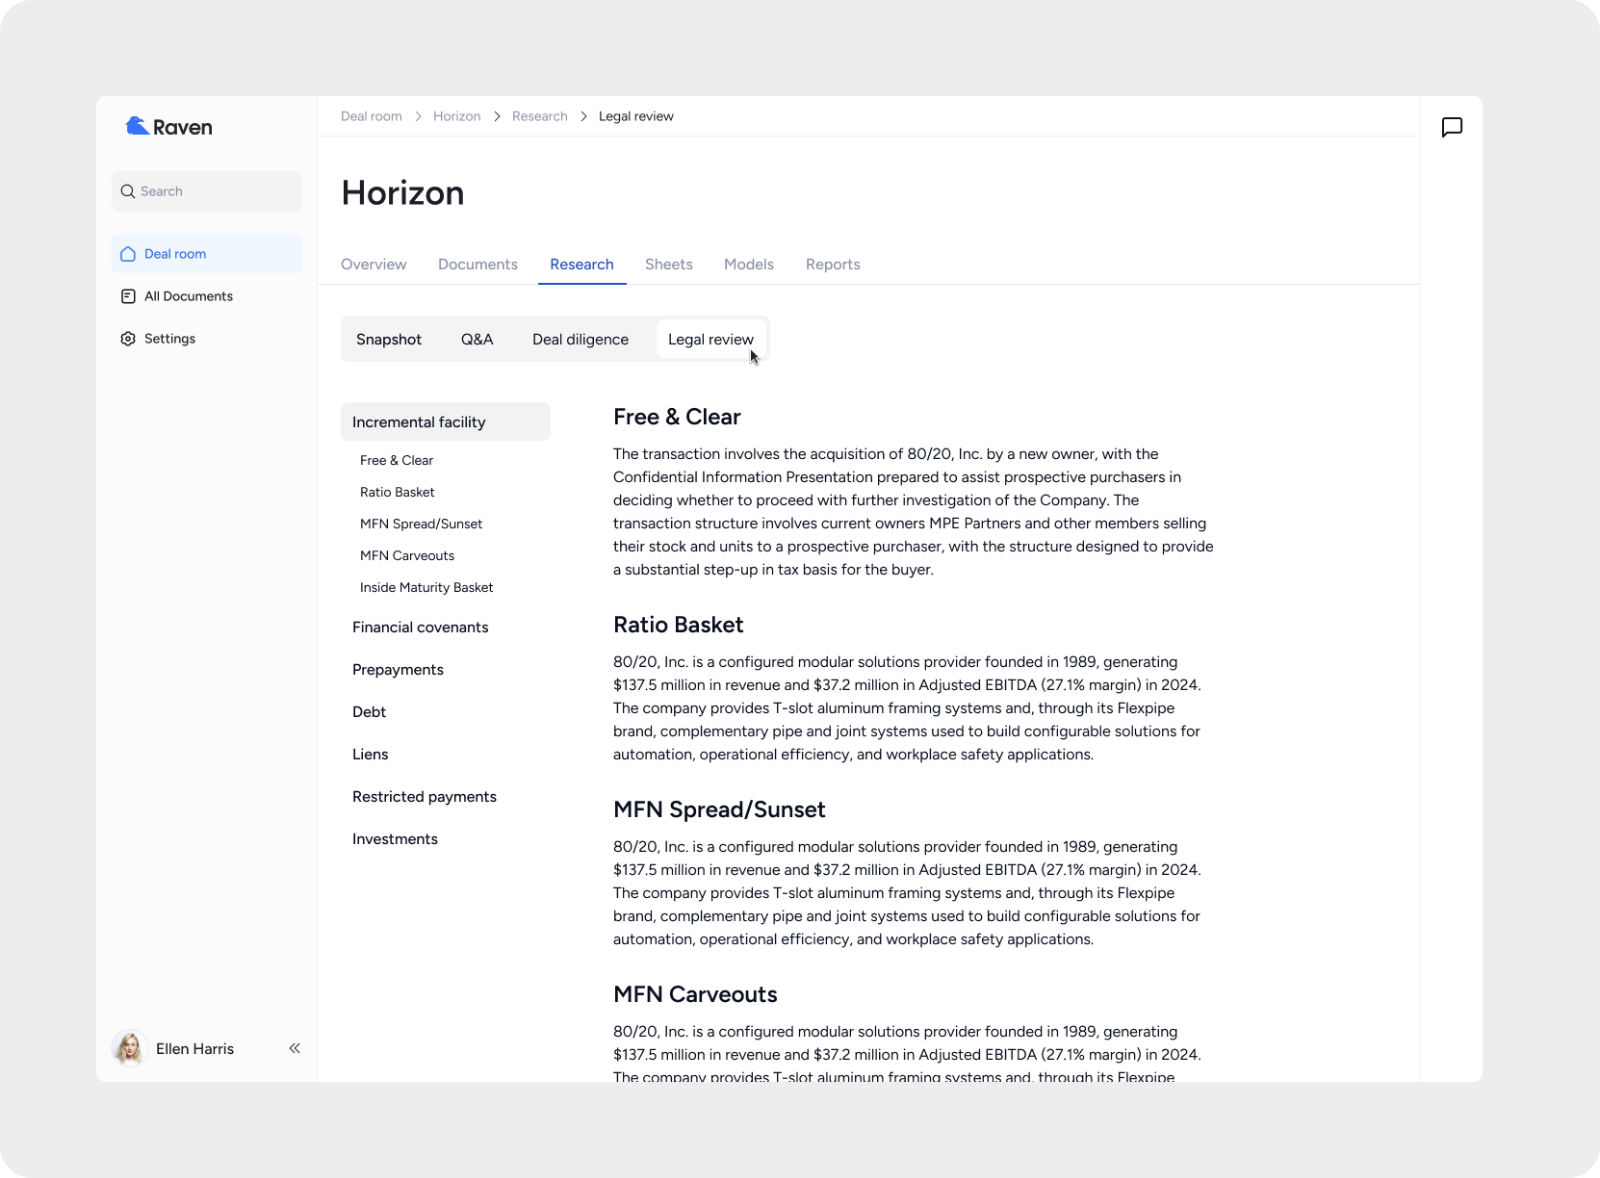 Raven
Search
Deal room
All Documents
Settings
Ellen Harris
Deal room > Horizon > Research > Legal review
Horizon
Overview Documents Research Sheets Models Reports
Snapshot Q&A Deal diligence Legal review
Incremental facility
Free & Clear
Ratio Basket
MFN Spread/Sunset
MFN Carveouts
Inside Maturity Basket
Financial covenants
Prepayments
Debt
Liens
Restricted payments
Investments
Free & Clear
The transaction involves the acquisition of 80/20, Inc. by a new owner, with the
Confidential Information Presentation prepared to assist prospective purchasers in
deciding whether to proceed with further investigation of the Company. The
transaction structure involves current owners MPE Partners and other members selling
their stock and units to a prospective purchaser, with the structure designed to provide
a substantial step-up in tax basis for the buyer.
Ratio Basket
80/20, Inc. is a configured modular solutions provider founded in 1989, generating
$137.5 million in revenue and $37.2 million in Adjusted EBITDA (27.1% margin) in 2024.
The company provides T-slot aluminum framing systems and, through its Flexpipe
brand, complementary pipe and joint systems used to build configurable solutions for
automation, operational efficiency, and workplace safety applications.
MFN Spread/Sunset
80/20, Inc. is a configured modular solutions provider founded in 1989, generating
$137.5 million in revenue and $37.2 million in Adjusted EBITDA (27.1% margin) in 2024.
The company provides T-slot aluminum framing systems and, through its Flexpipe
brand, complementary pipe and joint systems used to build configurable solutions for
automation, operational efficiency, and workplace safety applications.
MFN Carveouts
80/20, Inc. is a configured modular solutions provider founded in 1989, generating
$137.5 million in revenue and $37.2 million in Adjusted EBITDA (27.1% margin) in 2024.
The company provides T-slot aluminum framing systems and, through its Flexpipe